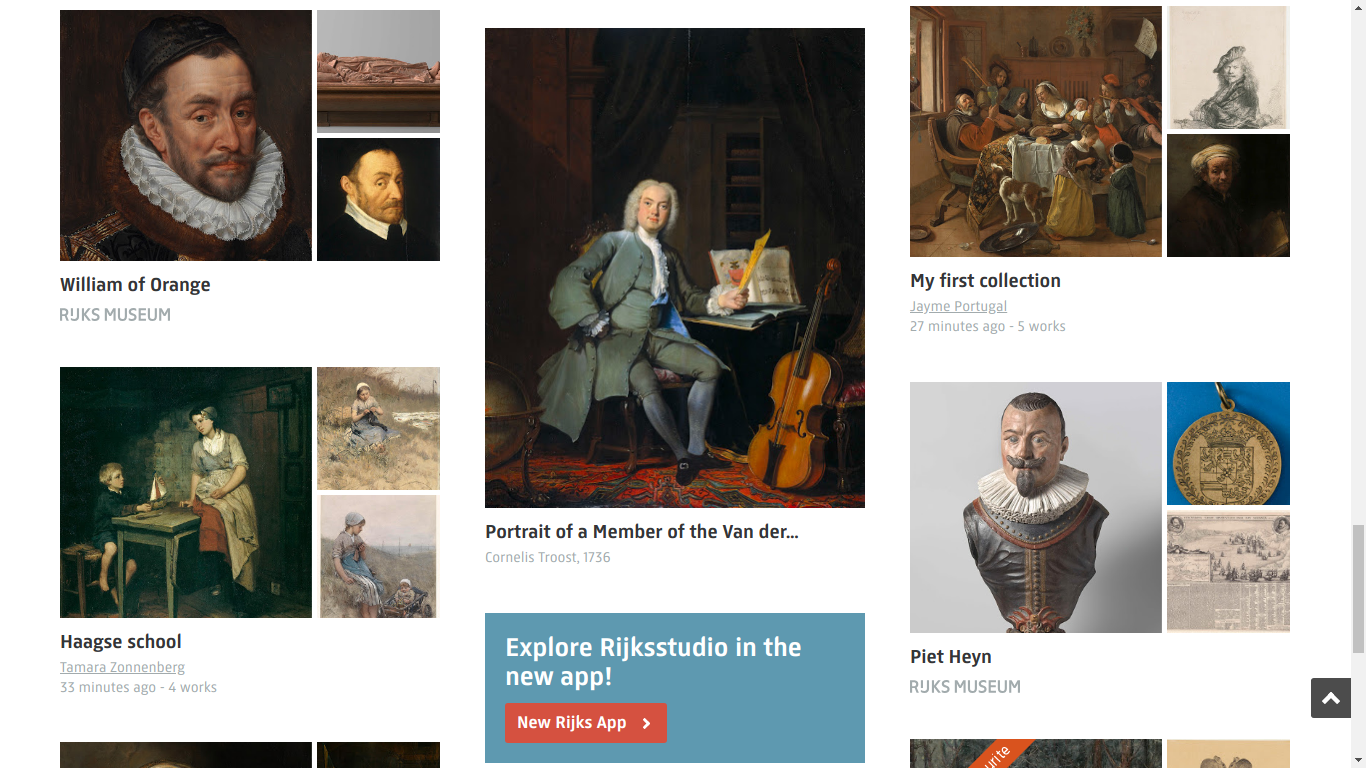 William of Orange
RIJKS MUSEUM
Haagse school
Tamara Zonnenberg
33 minutes ago - 4 works
Portrait of a Member of the Van der...
Cornelis Troost, 1736
Explore Rijksstudio in the
new app!
New Rijks App
My first collection
Jayme Portugal
27 minutes ago - 5 works
Piet Heyn
RIJKS MUSEUM